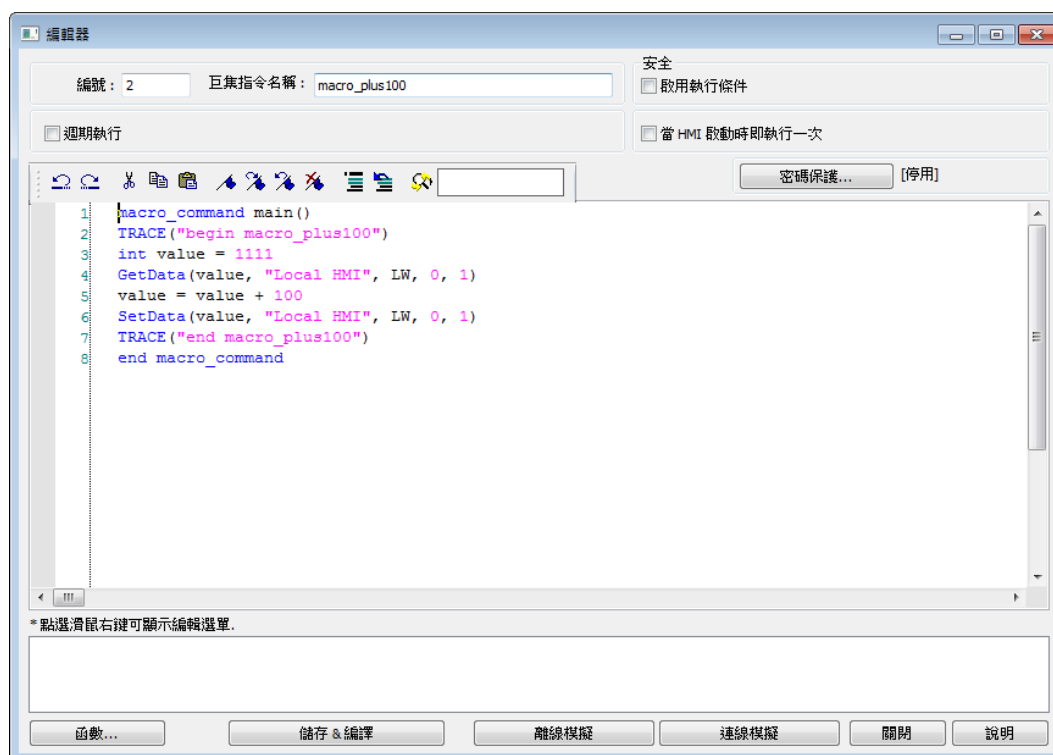 編輯器
編號： 2 巨集指令名稱： macro_plus100
安全
啟用執行條件
週期執行
當 HMI 啟動時即執行一次
密碼保護... [停用]
1 macro_command main()
2 TRACE("begin macro_plus100")
3 int value = 1111
4 GetData(value, "Local HMI", LW, 0, 1)
5 value = value + 100
6 SetData(value, "Local HMI", LW, 0, 1)
7 TRACE("end macro_plus100")
8 end macro_command
*點選滑鼠右鍵可顯示編輯選單.
函數... 儲存 & 編譯 離線模擬 連線模擬 關閉 說明